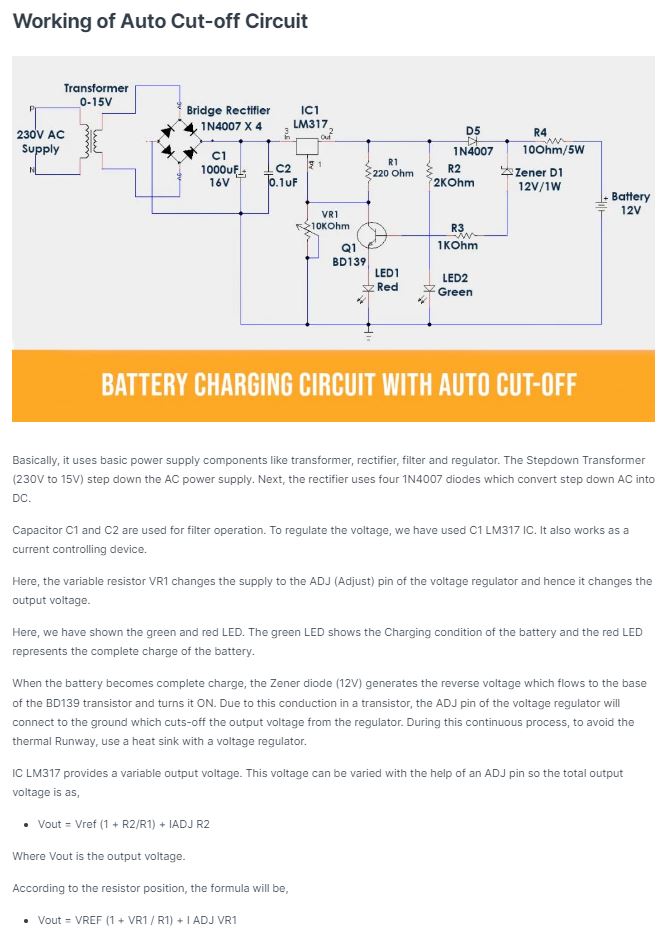 Working of Auto Cut-off Circuit
Transformer
0-15V
P
230V AC
Supply
N
AC
Bridge Rectifier
1N4007 X 4
AC
C1
1000uF
16V
C2
0.1uF
IC1
LM317
3
In
Out
2
1
R1
220 Ohm
R2
2KOhm
D5
1N4007
R4
10Ohm/5W
Zener D1
12V/1W
Battery
12V
VR1
10KOhm
Q1
BD139
R3
1KOhm
LED1
Red
LED2
Green
BATTERY CHARGING CIRCUIT WITH AUTO CUT-OFF
Basically, it uses basic power supply components like transformer, rectifier, filter and regulator. The Stepdown Transformer
(230V to 15V) step down the AC power supply. Next, the rectifier uses four 1N4007 diodes which convert step down AC into
DC.
Capacitor C1 and C2 are used for filter operation. To regulate the voltage, we have used C1 LM317 IC. It also works as a
current controlling device.
Here, the variable resistor VR1 changes the supply to the ADJ (Adjust) pin of the voltage regulator and hence it changes the
output voltage.
Here, we have shown the green and red LED. The green LED shows the Charging condition of the battery and the red LED
represents the complete charge of the battery.
When the battery becomes complete charge, the Zener diode (12V) generates the reverse voltage which flows to the base
of the BD139 transistor and turns it ON. Due to this conduction in a transistor, the ADJ pin of the voltage regulator will
connect to the ground which cuts-off the output voltage from the regulator. During this continuous process, to avoid the
thermal Runway, use a heat sink with a voltage regulator.
IC LM317 provides a variable output voltage. This voltage can be varied with the help of an ADJ pin so the total output
voltage is as,
• Vout = Vref (1 + R2/R1) + IADJ R2
Where Vout is the output voltage.
According to the resistor position, the formula will be,
• Vout = VREF (1 + VR1 / R1) + I ADJ VR1